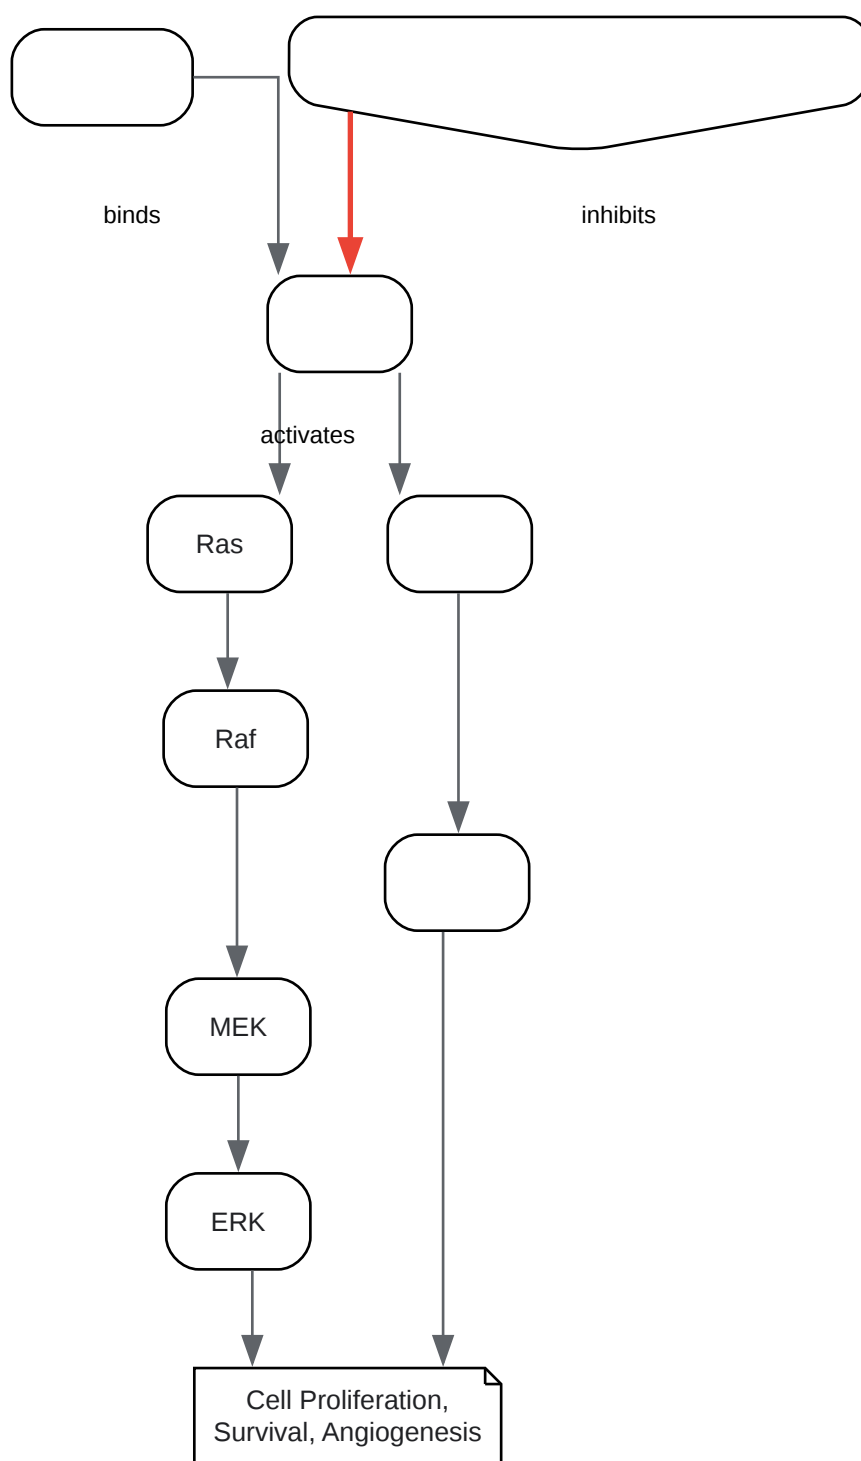 binds
inhibits
activates
Ras
Raf
MEK
ERK
Cell Proliferation,
Survival, Angiogenesis